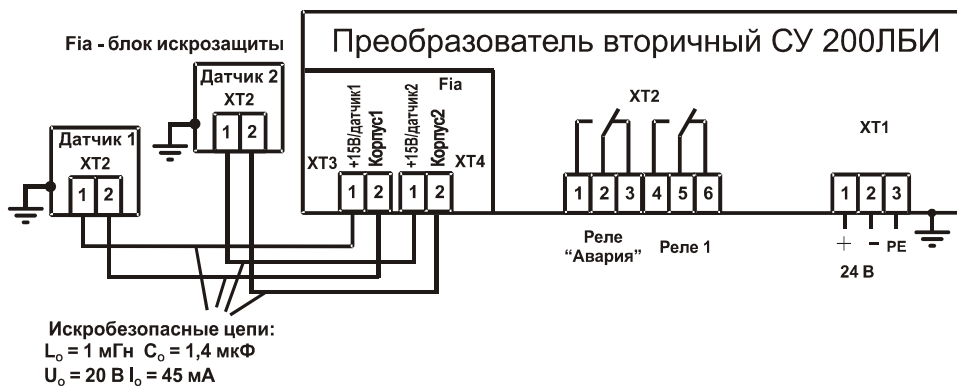 Преобразователь вторичный СУ 200ЛБИ
Fia - блок искрозащиты
Датчик 2
XT2
1 2
Датчик 1
XT2
1 2
Fia
+15В/датчик1
Корпус1
+15В/датчик2
Корпус2
XT3
XT4
1 2 1 2
XT2
1 2 3 4 5 6
Реле
“Авария”
Реле 1
XT1
1 2 3
+ - PE
24 В
Искробезопасные цепи:
Lo = 1 мГн Co = 1,4 мкФ
Uo = 20 В Io = 45 мА